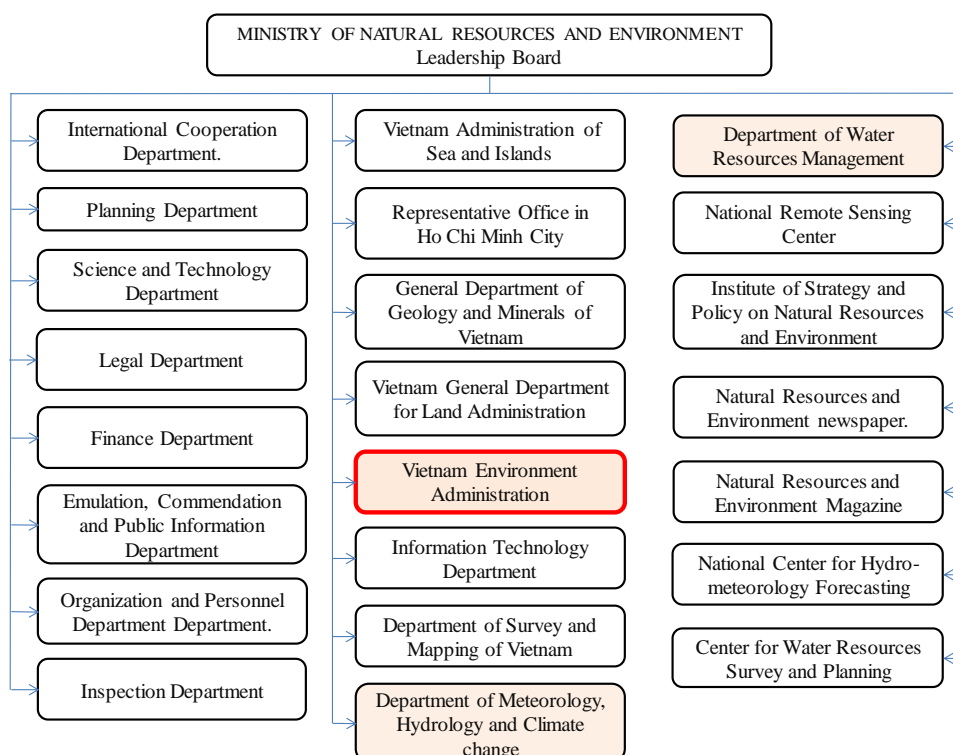 MINISTRY OF NATURAL RESOURCES AND ENVIRONMENT
Leadership Board
International Cooperation
Department.
Planning Department
Science and Technology
Department
Legal Department
Finance Department
Emulation, Commendation
and Public Information
Department
Organization and Personnel
Department Department.
Inspection Department
Vietnam Administration of
Sea and Islands
Representative Office in
Ho Chi Minh City
General Department of
Geology and Minerals of
Vietnam
Vietnam General Department
for Land Administration
Vietnam Environment
Administration
Information Technology
Department
Department of Survey and
Mapping of Vietnam
Department of Meteorology,
Hydrology and Climate
change
Department of Water
Resources Management
National Remote Sensing
Center
Institute of Strategy and
Policy on Natural Resources
and Environment
Natural Resources and
Environment newspaper.
Natural Resources and
Environment Magazine
National Center for Hydro-
meteorology Forecasting
Center for Water Resources
Survey and Planning